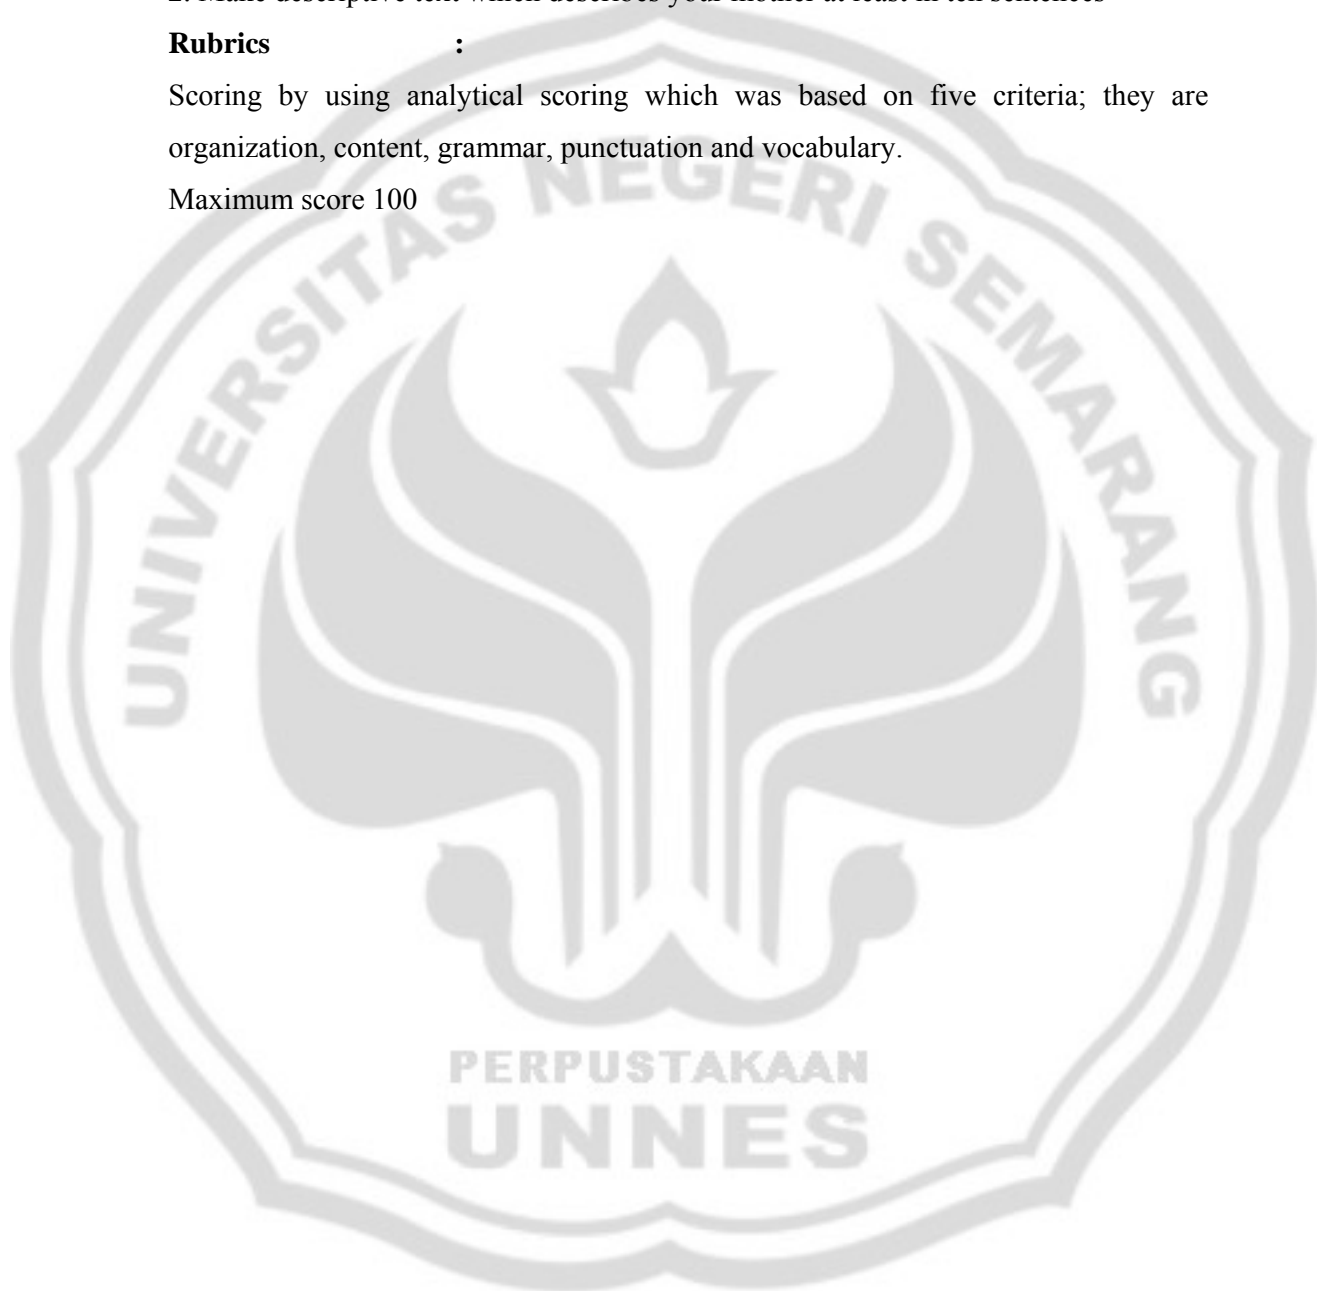 2. Make descriptive text which describes your mother at least in ten sentences
Rubrics :
Scoring by using analytical scoring which was based on five criteria; they are
organization, content, grammar, punctuation and vocabulary.
Maximum score 100
UNIVERSITAS NEGERI SEMARANG
PERPUSTAKAAN
UNNES